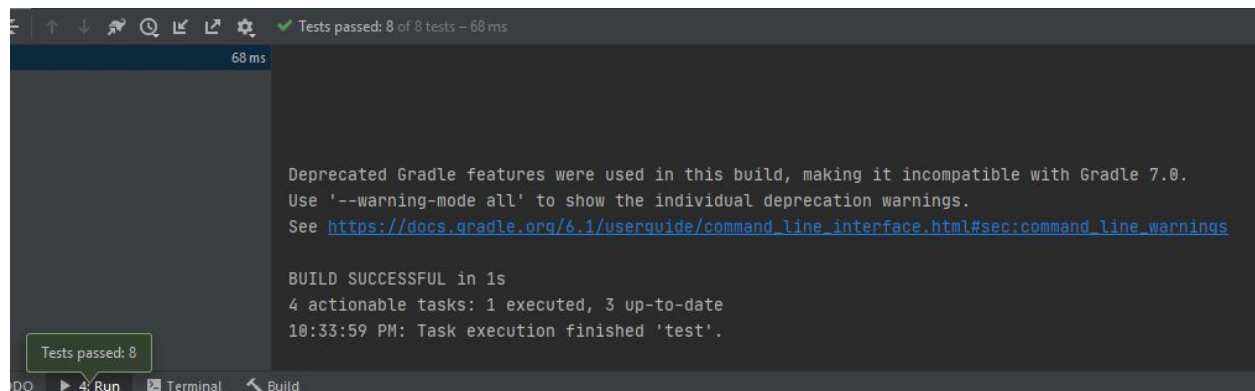 Tests passed: 8 of 8 tests – 68 ms
68 ms
Deprecated Gradle features were used in this build, making it incompatible with Gradle 7.0.
Use '--warning-mode all' to show the individual deprecation warnings.
See https://docs.gradle.org/6.1/userguide/command_line_interface.html#sec:command_line_warnings
BUILD SUCCESSFUL in 1s
4 actionable tasks: 1 executed, 3 up-to-date
10:33:59 PM: Task execution finished 'test'.
Tests passed: 8
ODO 4: Run Terminal Build